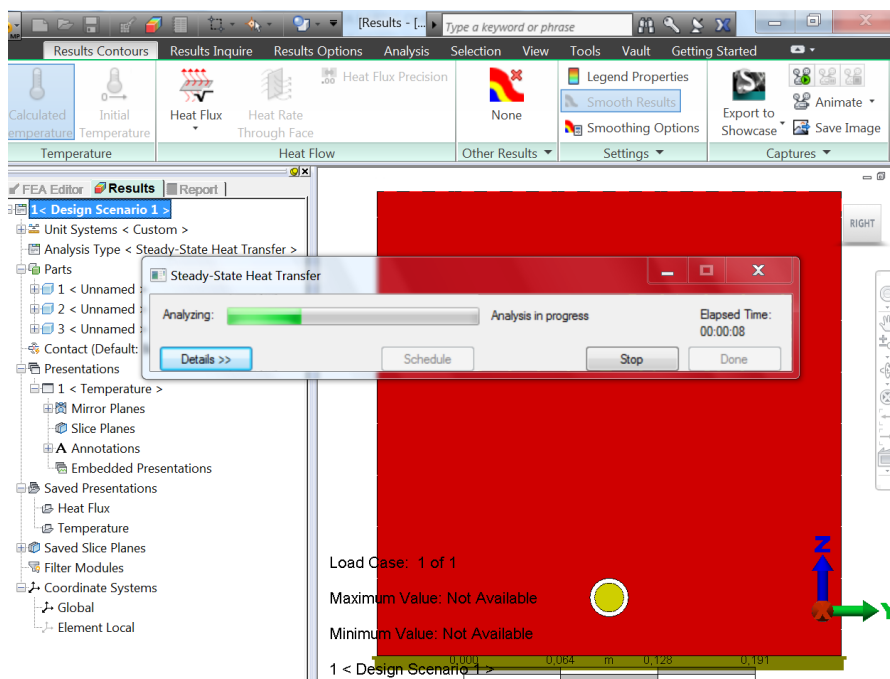 [Results - [...
Type a keyword or phrase
Results Contours Results Inquire Results Options Analysis Selection View Tools Vault Getting Started
Calculated Temperature
Initial Temperature
Heat Flux
Heat Rate Through Face
Heat Flux Precision
None
Legend Properties
Smooth Results
Smoothing Options
Export to Showcase
Animate
Save Image
Temperature Heat Flow Other Results Settings Captures
FEA Editor Results Report
1< Design Scenario 1 >
Unit Systems < Custom >
Analysis Type < Steady-State Heat Transfer >
Parts
1 < Unnamed
2 < Unnamed
3 < Unnamed
Contact (Default:
Presentations
1 < Temperature >
Mirror Planes
Slice Planes
A Annotations
Embedded Presentations
Saved Presentations
Heat Flux
Temperature
Saved Slice Planes
Filter Modules
Coordinate Systems
Global
Element Local
Steady-State Heat Transfer
Analyzing: Analysis in progress Elapsed Time:
00:00:08
Details >> Schedule Stop Done
RIGHT
Z
X
Y
Load Case: 1 of 1
Maximum Value: Not Available
Minimum Value: Not Available
0,000 0,064 m 0,128 0,191
1 < Design Scenario 1 >